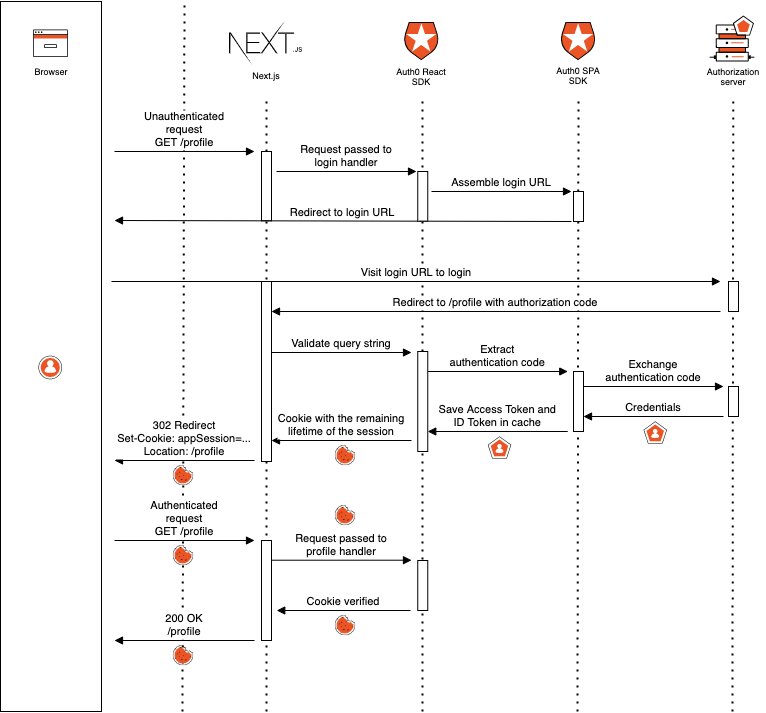 NEXT.JS
Browser
Next.js
Auth0 React
SDK
Auth0 SPA
SDK
Authorization
server
Unauthenticated
request
GET /profile
Request passed to
login handler
Assemble login URL
Redirect to login URL
Visit login URL to login
Redirect to /profile with authorization code
Validate query string
Extract
authentication code
Exchange
authentication code
Credentials
Save Access Token and
ID Token in cache
Cookie with the remaining
lifetime of the session
302 Redirect
Set-Cookie: appSession=...
Location: /profile
Authenticated
request
GET /profile
Request passed to
profile handler
Cookie verified
200 OK
/profile